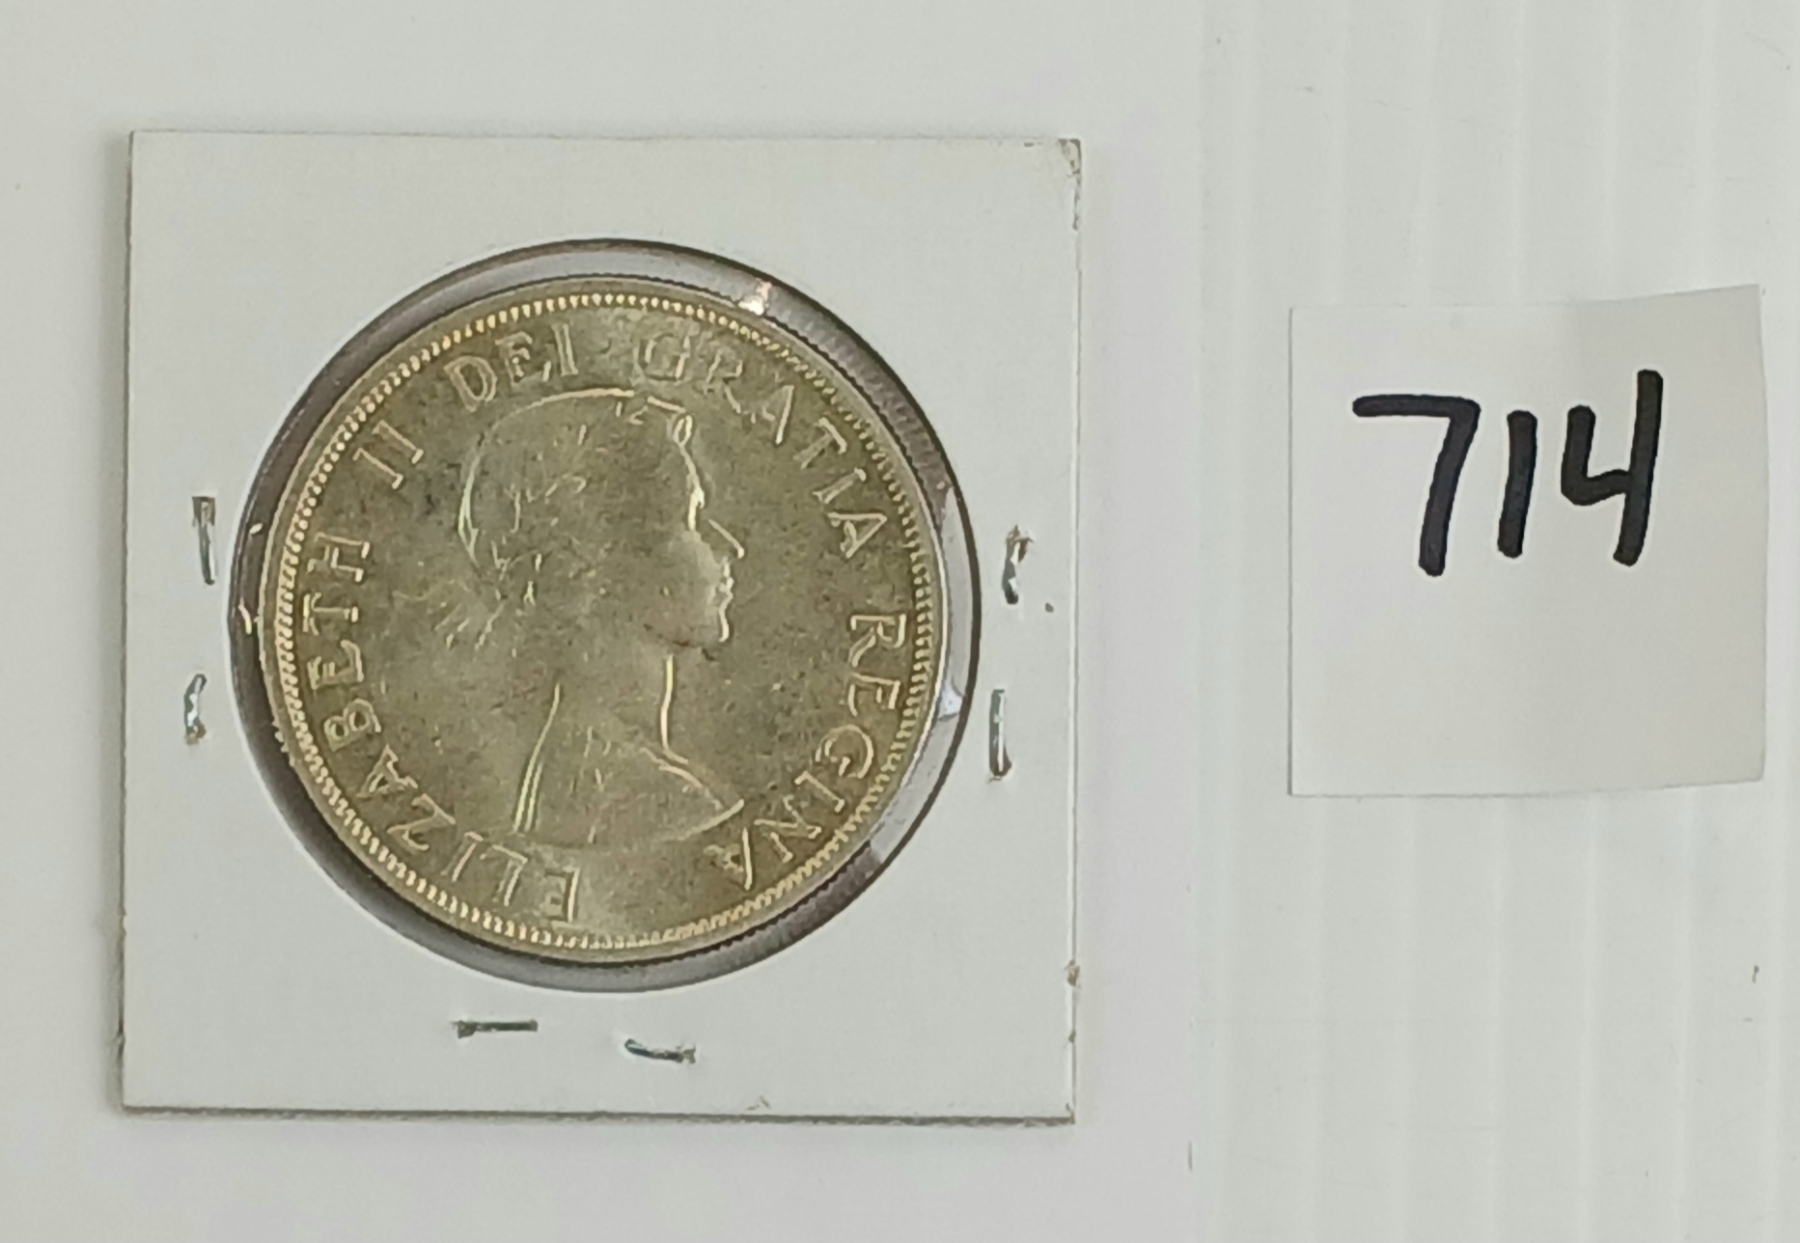 ELIZABETH II DEI GRATIA REGINA
714